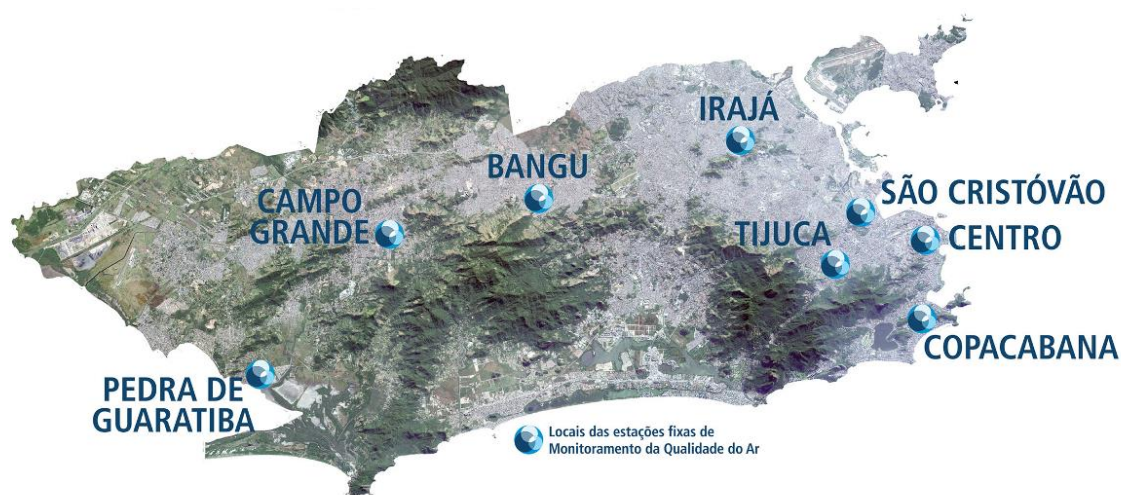 IRAJÁ
BANGU
CAMPO
GRANDE
SÃO CRISTÓVÃO
TIJUCA
CENTRO
COPACABANA
PEDRA DE
GUARATIBA
Locais das estações fixas de
Monitoramento da Qualidade do Ar